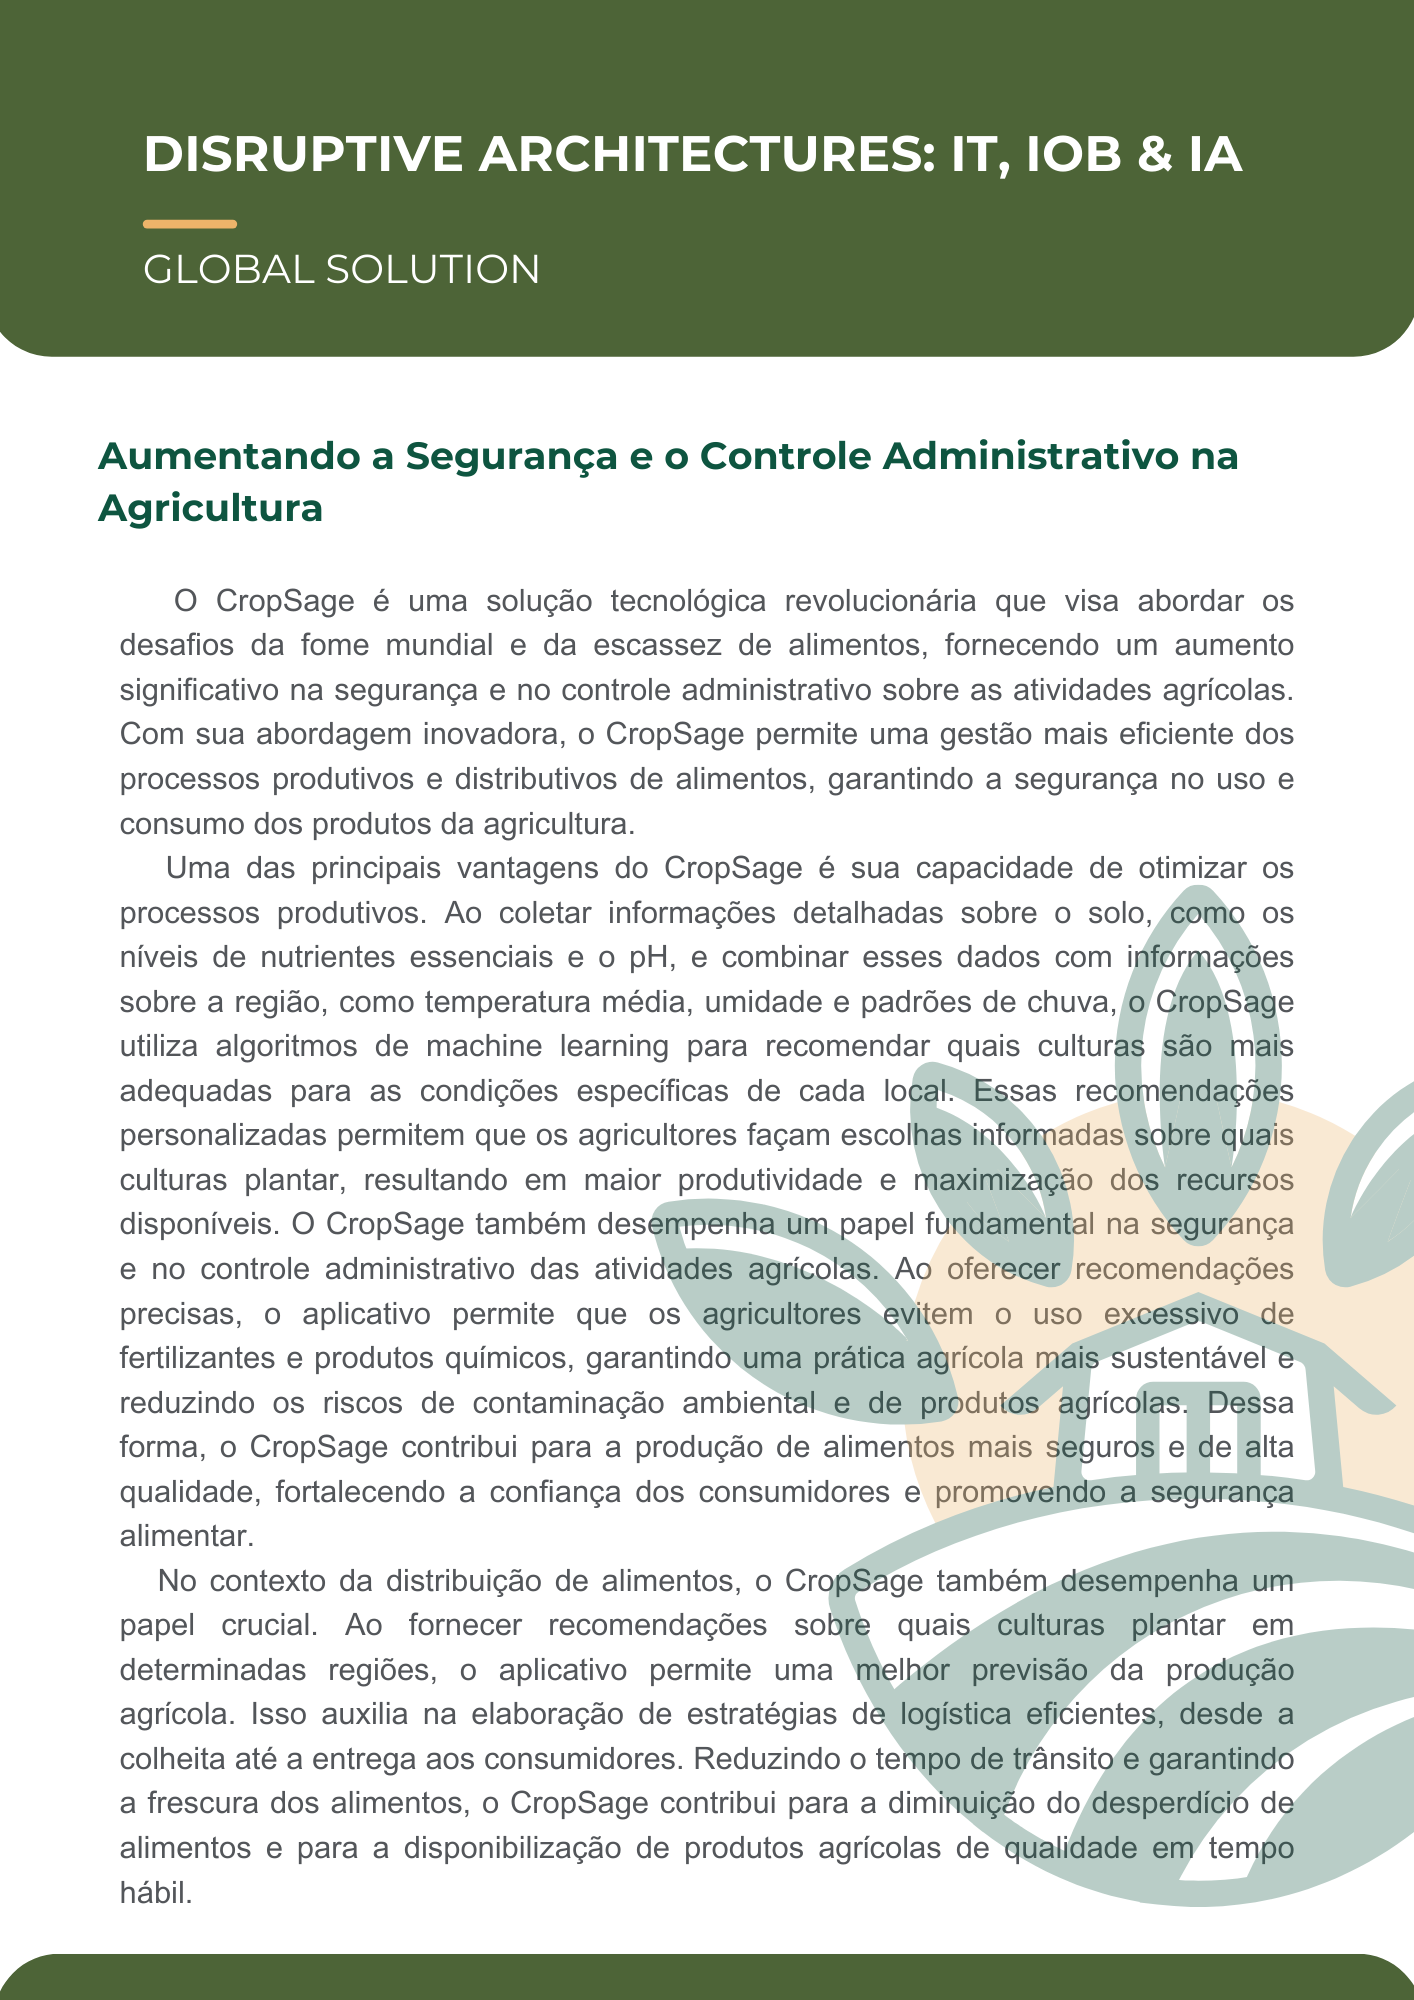 DISRUPTIVE ARCHITECTURES: IT, IOB & IA
GLOBAL SOLUTION
Aumentando a Segurança e o Controle Administrativo na
Agricultura
O CropSage é uma solução tecnológica revolucionária que visa abordar os
desafios da fome mundial e da escassez de alimentos, fornecendo um aumento
significativo na segurança e no controle administrativo sobre as atividades agrícolas.
Com sua abordagem inovadora, o CropSage permite uma gestão mais eficiente dos
processos produtivos e distributivos de alimentos, garantindo a segurança no uso e
consumo dos produtos da agricultura.
Uma das principais vantagens do CropSage é sua capacidade de otimizar os
processos produtivos. Ao coletar informações detalhadas sobre o solo, como os
níveis de nutrientes essenciais e o pH, e combinar esses dados com informações
sobre a região, como temperatura média, umidade e padrões de chuva, o CropSage
utiliza algoritmos de machine learning para recomendar quais culturas são mais
adequadas para as condições específicas de cada local. Essas recomendações
personalizadas permitem que os agricultores façam escolhas informadas sobre quais
culturas plantar, resultando em maior produtividade e maximização dos recursos
disponíveis. O CropSage também desempenha um papel fundamental na segurança
e no controle administrativo das atividades agrícolas. Ao oferecer recomendações
precisas, o aplicativo permite que os agricultores evitem o uso excessivo de
fertilizantes e produtos químicos, garantindo uma prática agrícola mais sustentável e
reduzindo os riscos de contaminação ambiental e de produtos agrícolas. Dessa
forma, o CropSage contribui para a produção de alimentos mais seguros e de alta
qualidade, fortalecendo a confiança dos consumidores e promovendo a segurança
alimentar.
No contexto da distribuição de alimentos, o CropSage também desempenha um
papel crucial. Ao fornecer recomendações sobre quais culturas plantar em
determinadas regiões, o aplicativo permite uma melhor previsão da produção
agrícola. Isso auxilia na elaboração de estratégias de logística eficientes, desde a
colheita até a entrega aos consumidores. Reduzindo o tempo de trânsito e garantindo
a frescura dos alimentos, o CropSage contribui para a diminuição do desperdício de
alimentos e para a disponibilização de produtos agrícolas de qualidade em tempo
hábil.